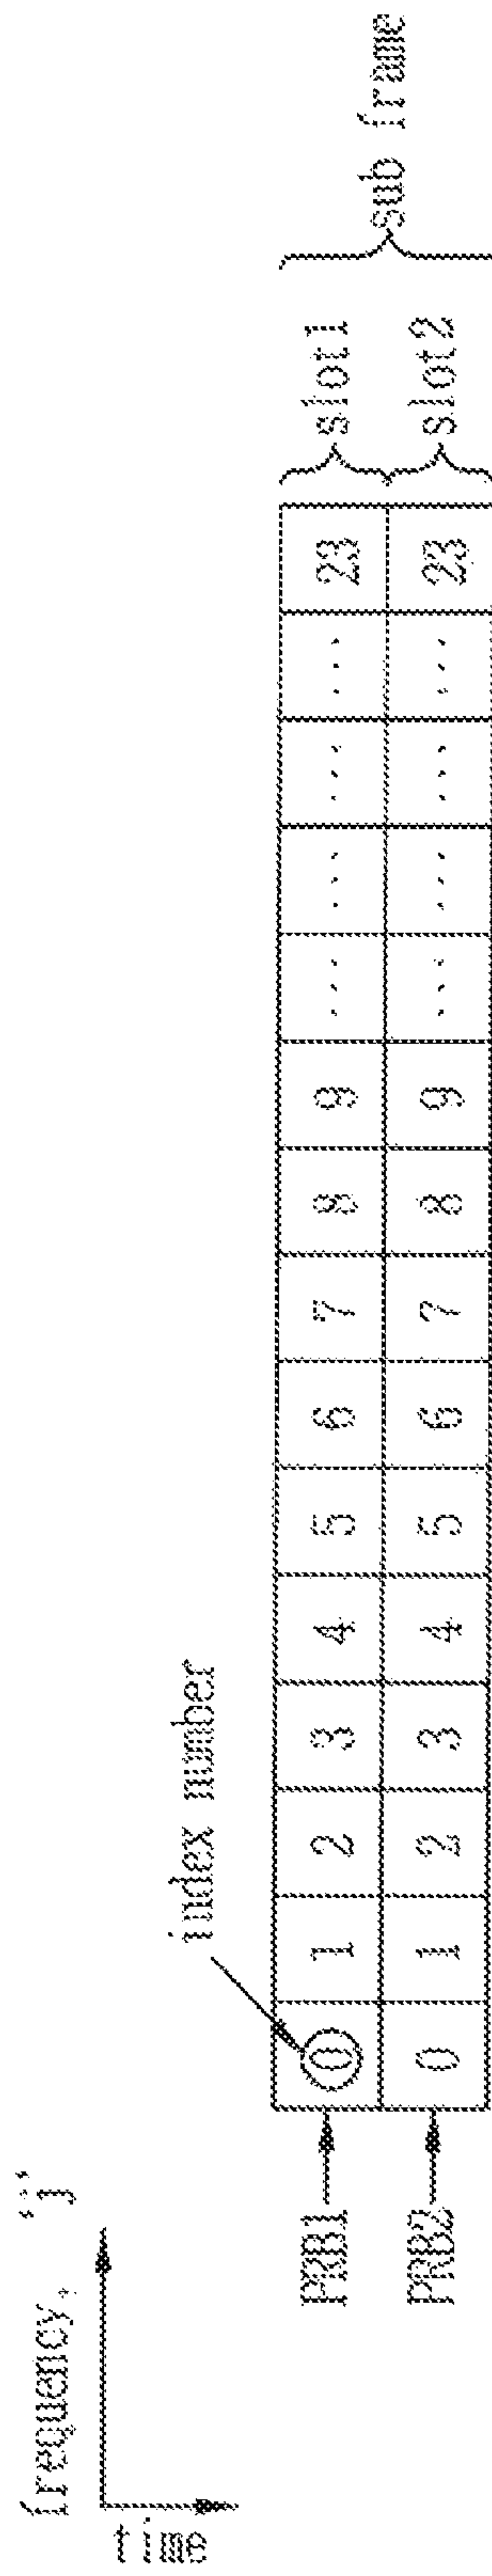 frequency, 'j'
time
index number
PRB1
0 1 2 3 4 5 6 7 8 9 ... ... ... ... 23
slot1
PRB2
0 1 2 3 4 5 6 7 8 9 ... ... ... ... 23
slot2
sub frame